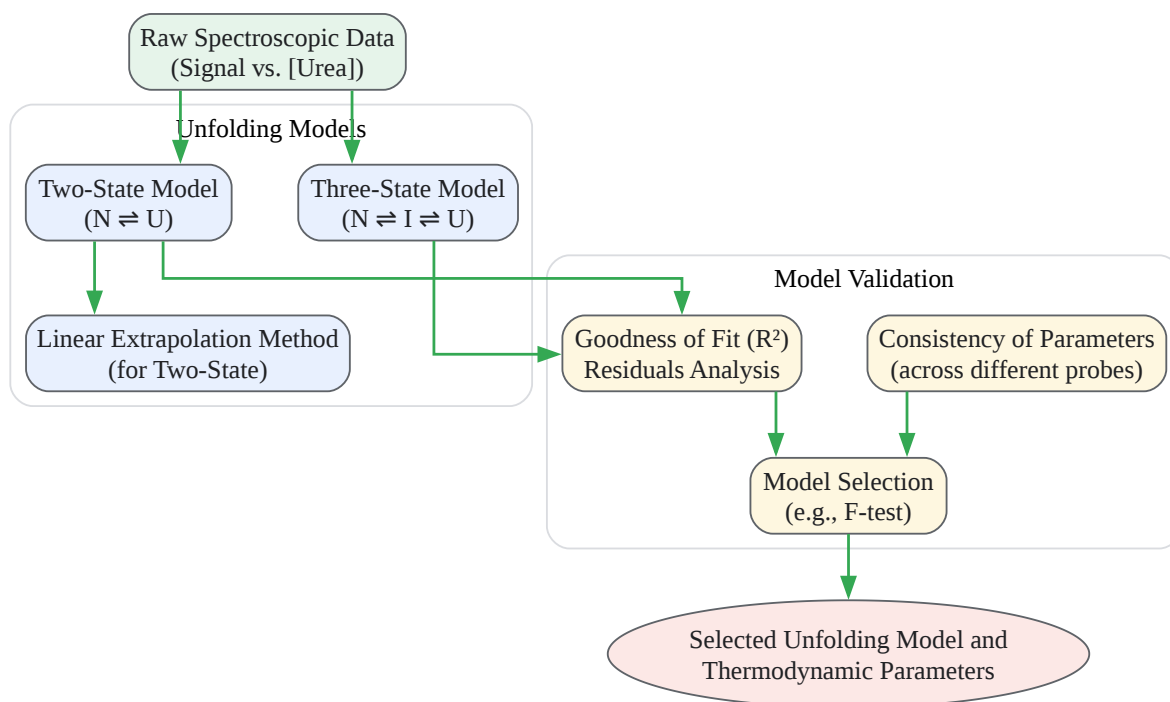 Raw Spectroscopic Data
(Signal vs. [Urea])
Unfolding Models
Two-State Model
(N ⇌ U)
Three-State Model
(N ⇌ I ⇌ U)
Linear Extrapolation Method
(for Two-State)
Model Validation
Goodness of Fit (R²)
Residuals Analysis
Consistency of Parameters
(across different probes)
Model Selection
(e.g., F-test)
Selected Unfolding Model and
Thermodynamic Parameters